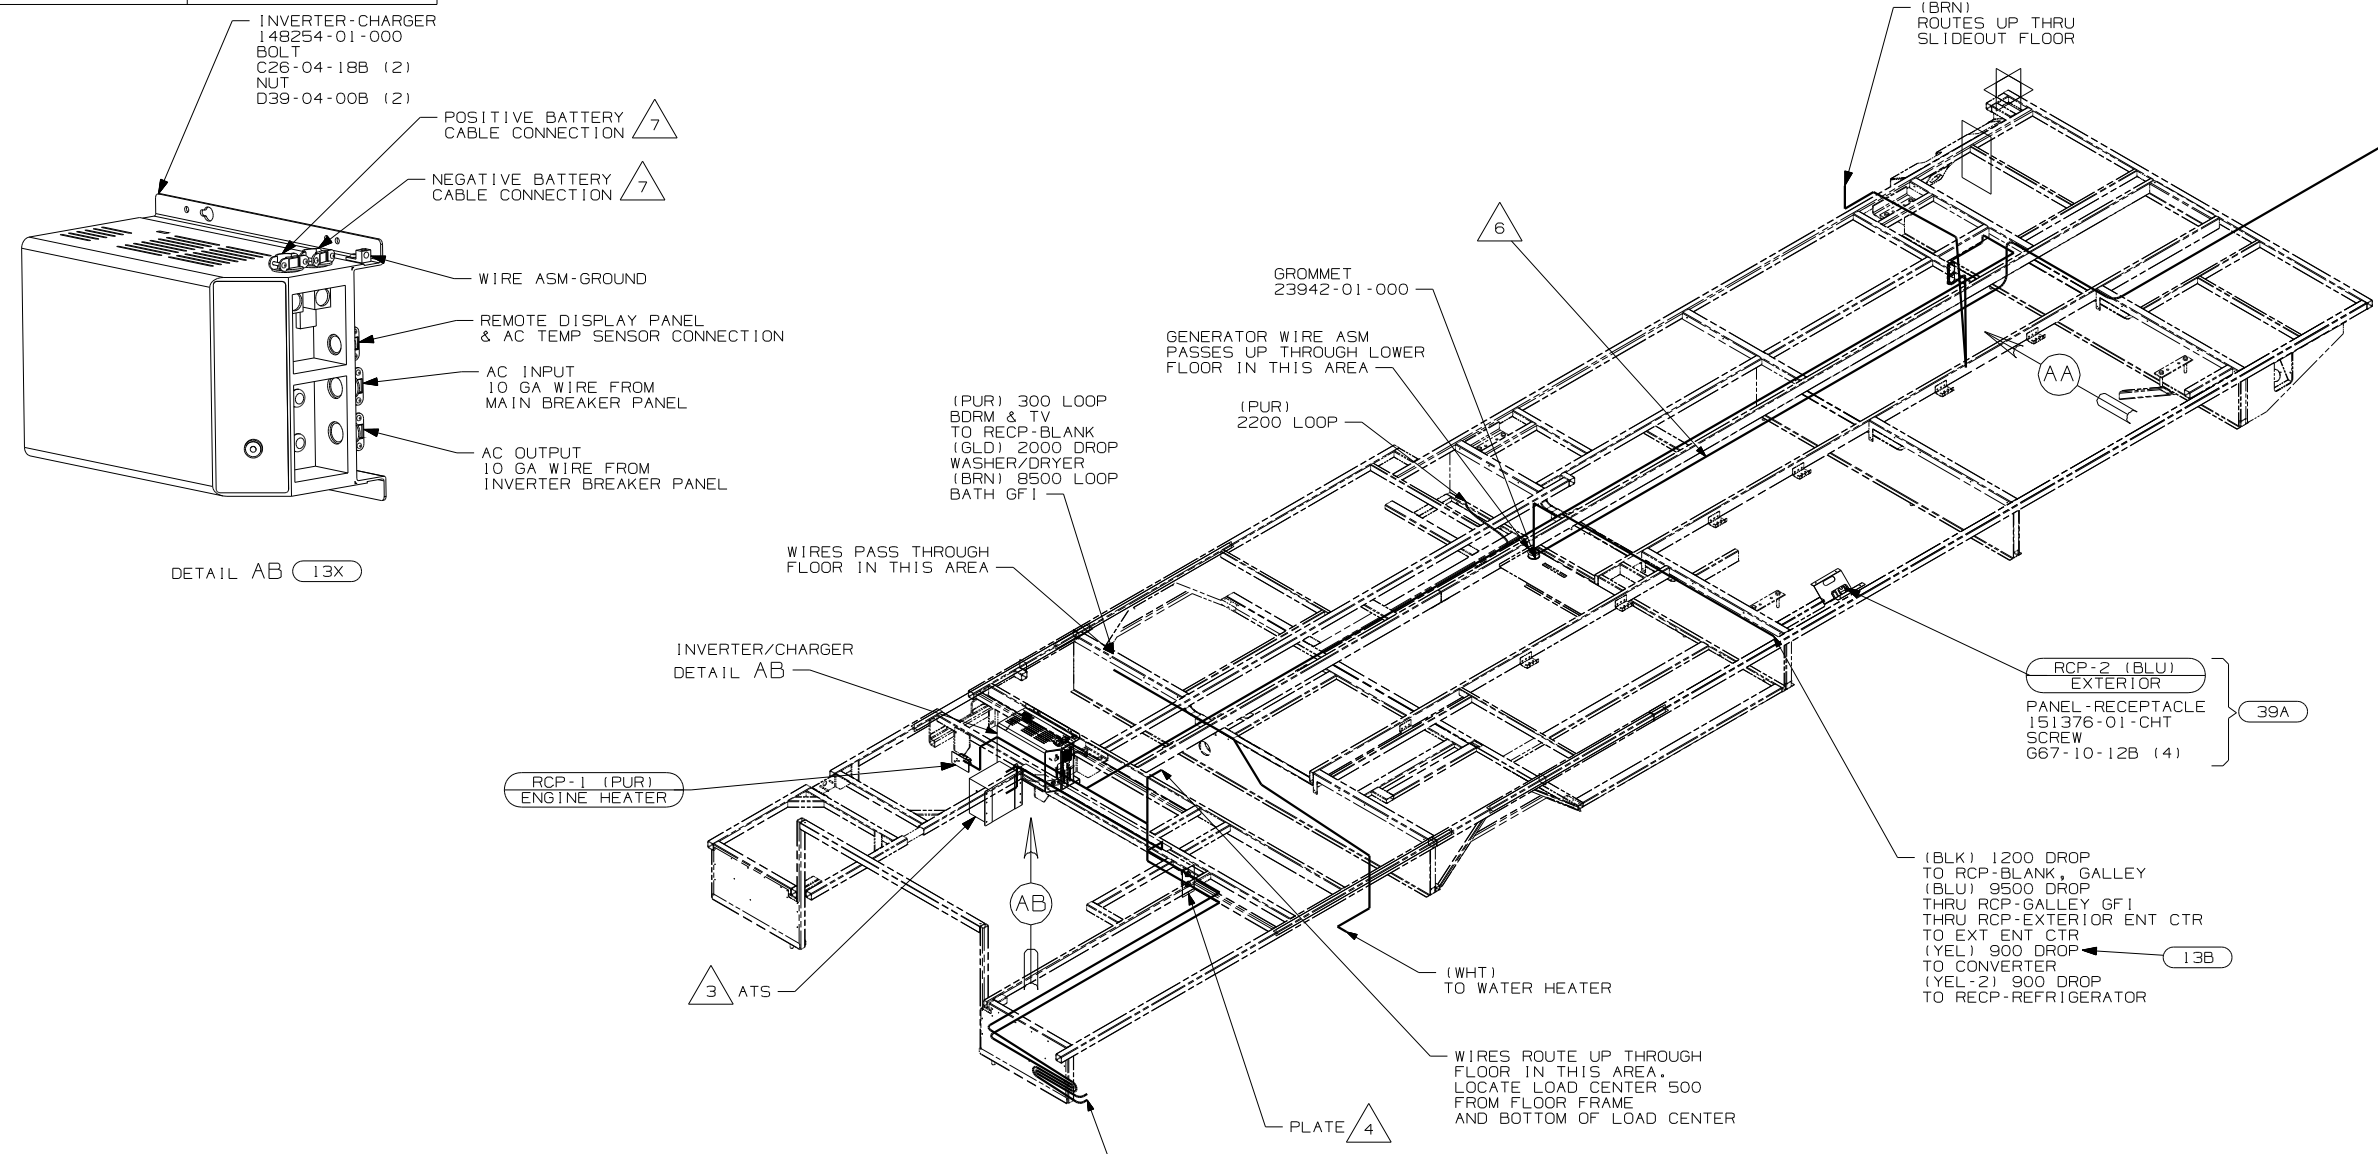 INVERTER-CHARGER
148254-01-000
BOLT
C26-04-18B (2)
NUT
D39-04-00B (2)
POSITIVE BATTERY
CABLE CONNECTION
7
NEGATIVE BATTERY
CABLE CONNECTION
7
WIRE ASM-GROUND
REMOTE DISPLAY PANEL
& AC TEMP SENSOR CONNECTION
AC INPUT
10 GA WIRE FROM
MAIN BREAKER PANEL
AC OUTPUT
10 GA WIRE FROM
INVERTER BREAKER PANEL
DETAIL AB 13X
(BRN)
ROUTES UP THRU
SLIDEOUT FLOOR
6
GROMMET
23942-01-000
GENERATOR WIRE ASM
PASSES UP THROUGH LOWER
FLOOR IN THIS AREA
(PUR)
2200 LOOP
(PUR) 300 LOOP
BDRM & TV
TO RECP-BLANK
(GLD) 2000 DROP
WASHER/DRYER
(BRN) 8500 LOOP
BATH GFI
WIRES PASS THROUGH
FLOOR IN THIS AREA
INVERTER/CHARGER
DETAIL AB
RCP-1 (PUR)
ENGINE HEATER
3 ATS
AB
AA
RCP-2 (BLU)
EXTERIOR
PANEL-RECEPTACLE
151376-01-CHT
SCREW
G67-10-12B (4)
39A
(BLK) 1200 DROP
TO RCP-BLANK, GALLEY
(BLU) 9500 DROP
THRU RCP-GALLEY GFI
THRU RCP-EXTERIOR ENT CTR
TO EXT ENT CTR
(YEL) 900 DROP
TO CONVERTER
(YEL-2) 900 DROP
TO RECP-REFRIGERATOR
13B
(WHT)
TO WATER HEATER
WIRES ROUTE UP THROUGH
FLOOR IN THIS AREA.
LOCATE LOAD CENTER 500
FROM FLOOR FRAME
AND BOTTOM OF LOAD CENTER
PLATE 4